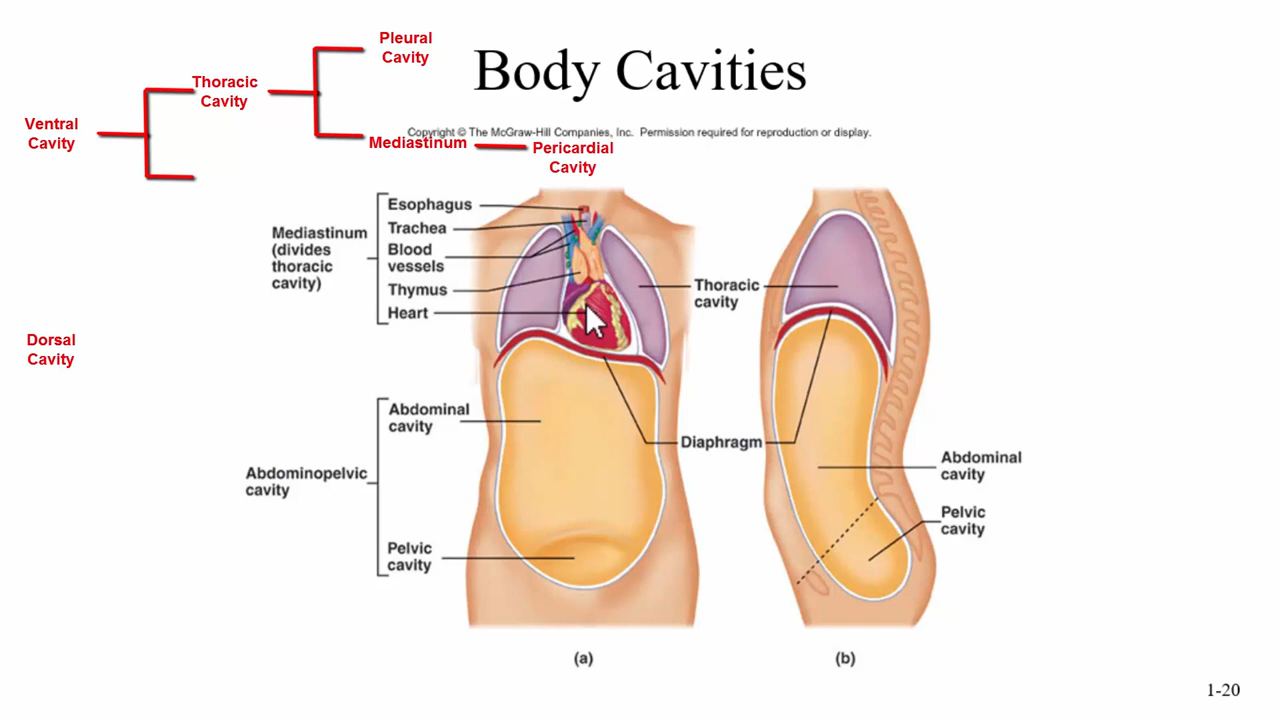 Pleural
Cavity
Body Cavities
Thoracic
Cavity
Ventral
Cavity
Copyright © The McGraw-Hill Companies, Inc. Permission required for reproduction or display.
Mediastinum
Pericardial
Cavity
Esophagus
Trachea
Blood
vessels
Thymus
Heart
Mediastinum
(divides
thoracic
cavity)
Thoracic
cavity
Dorsal
Cavity
Abdominal
cavity
Diaphragm
Abdominopelvic
cavity
Abdominal
cavity
Pelvic
cavity
Pelvic
cavity
(a)
(b)
1-20